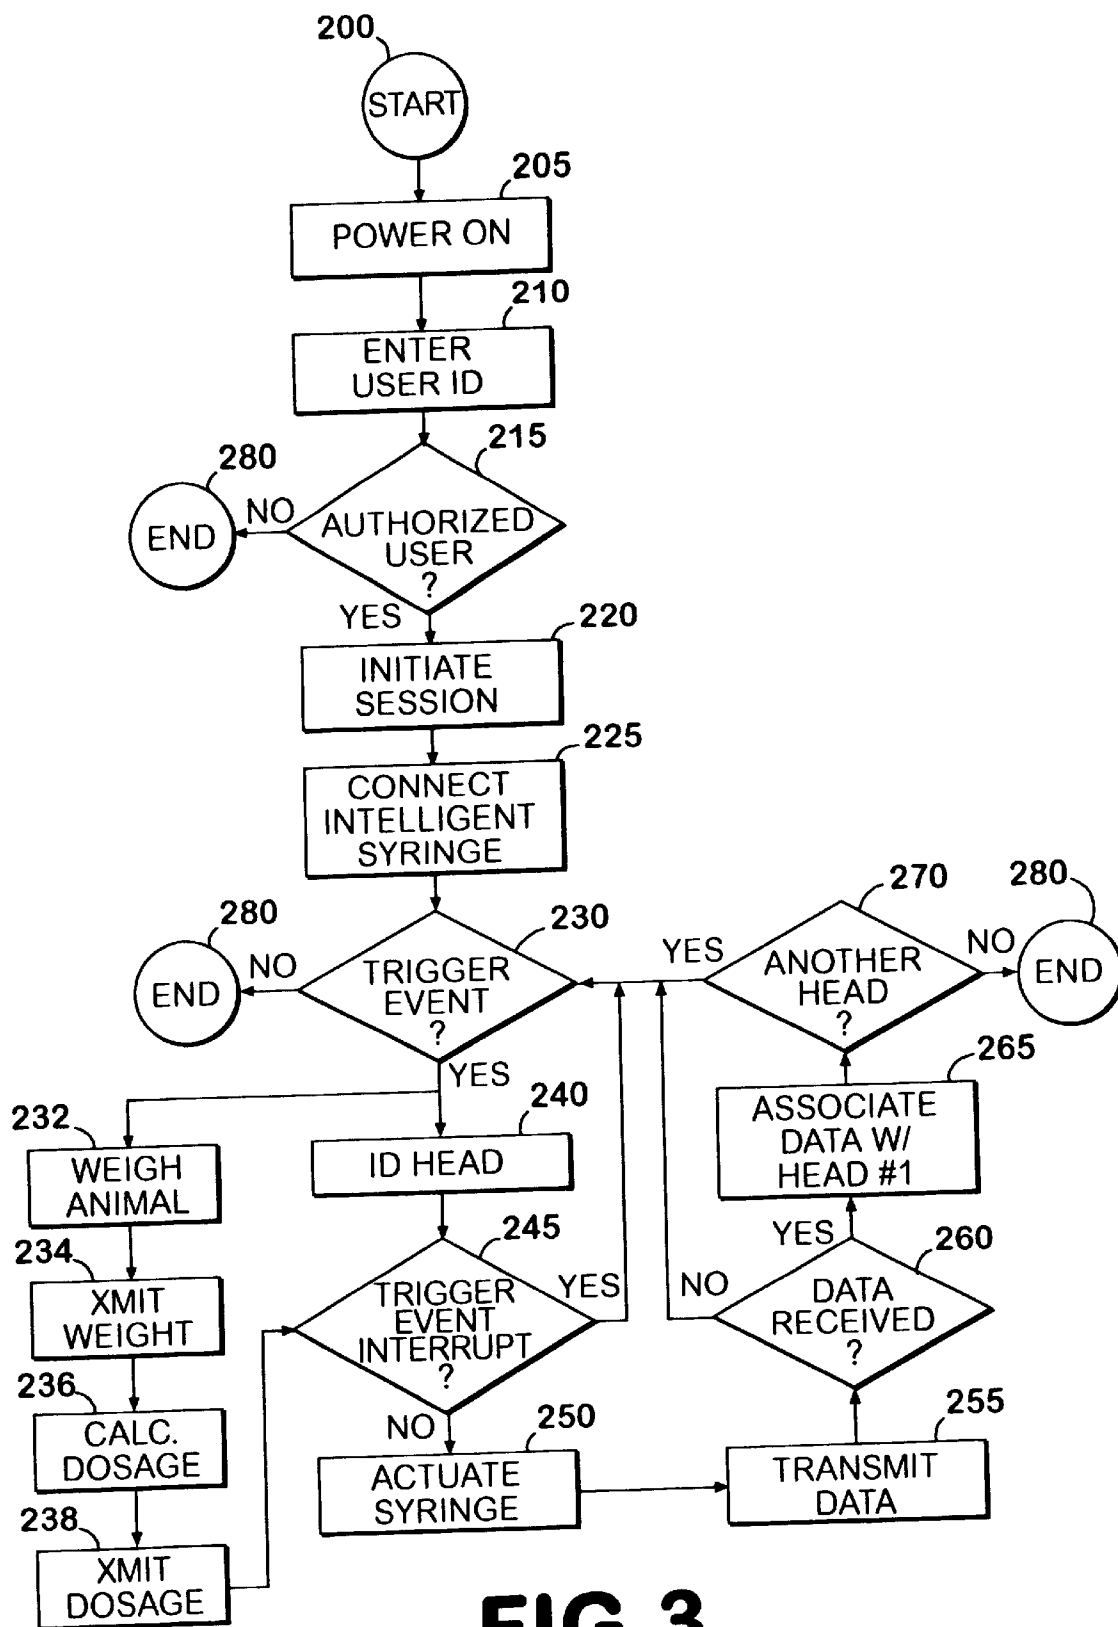 200
START
205
POWER ON
210
ENTER
USER ID
215
280
END
NO
AUTHORIZED
USER
?
YES
220
INITIATE
SESSION
225
CONNECT
INTELLIGENT
SYRINGE
230
280
END
NO
TRIGGER
EVENT
?
YES
270
YES
ANOTHER
HEAD
?
NO
280
END
232
WEIGH
ANIMAL
234
XMIT
WEIGHT
236
CALC.
DOSAGE
238
XMIT
DOSAGE
240
ID HEAD
245
TRIGGER
EVENT
INTERRUPT
?
YES
NO
250
ACTUATE
SYRINGE
255
TRANSMIT
DATA
260
NO
DATA
RECEIVED
?
YES
265
ASSOCIATE
DATA W/
HEAD #1
FIG.3